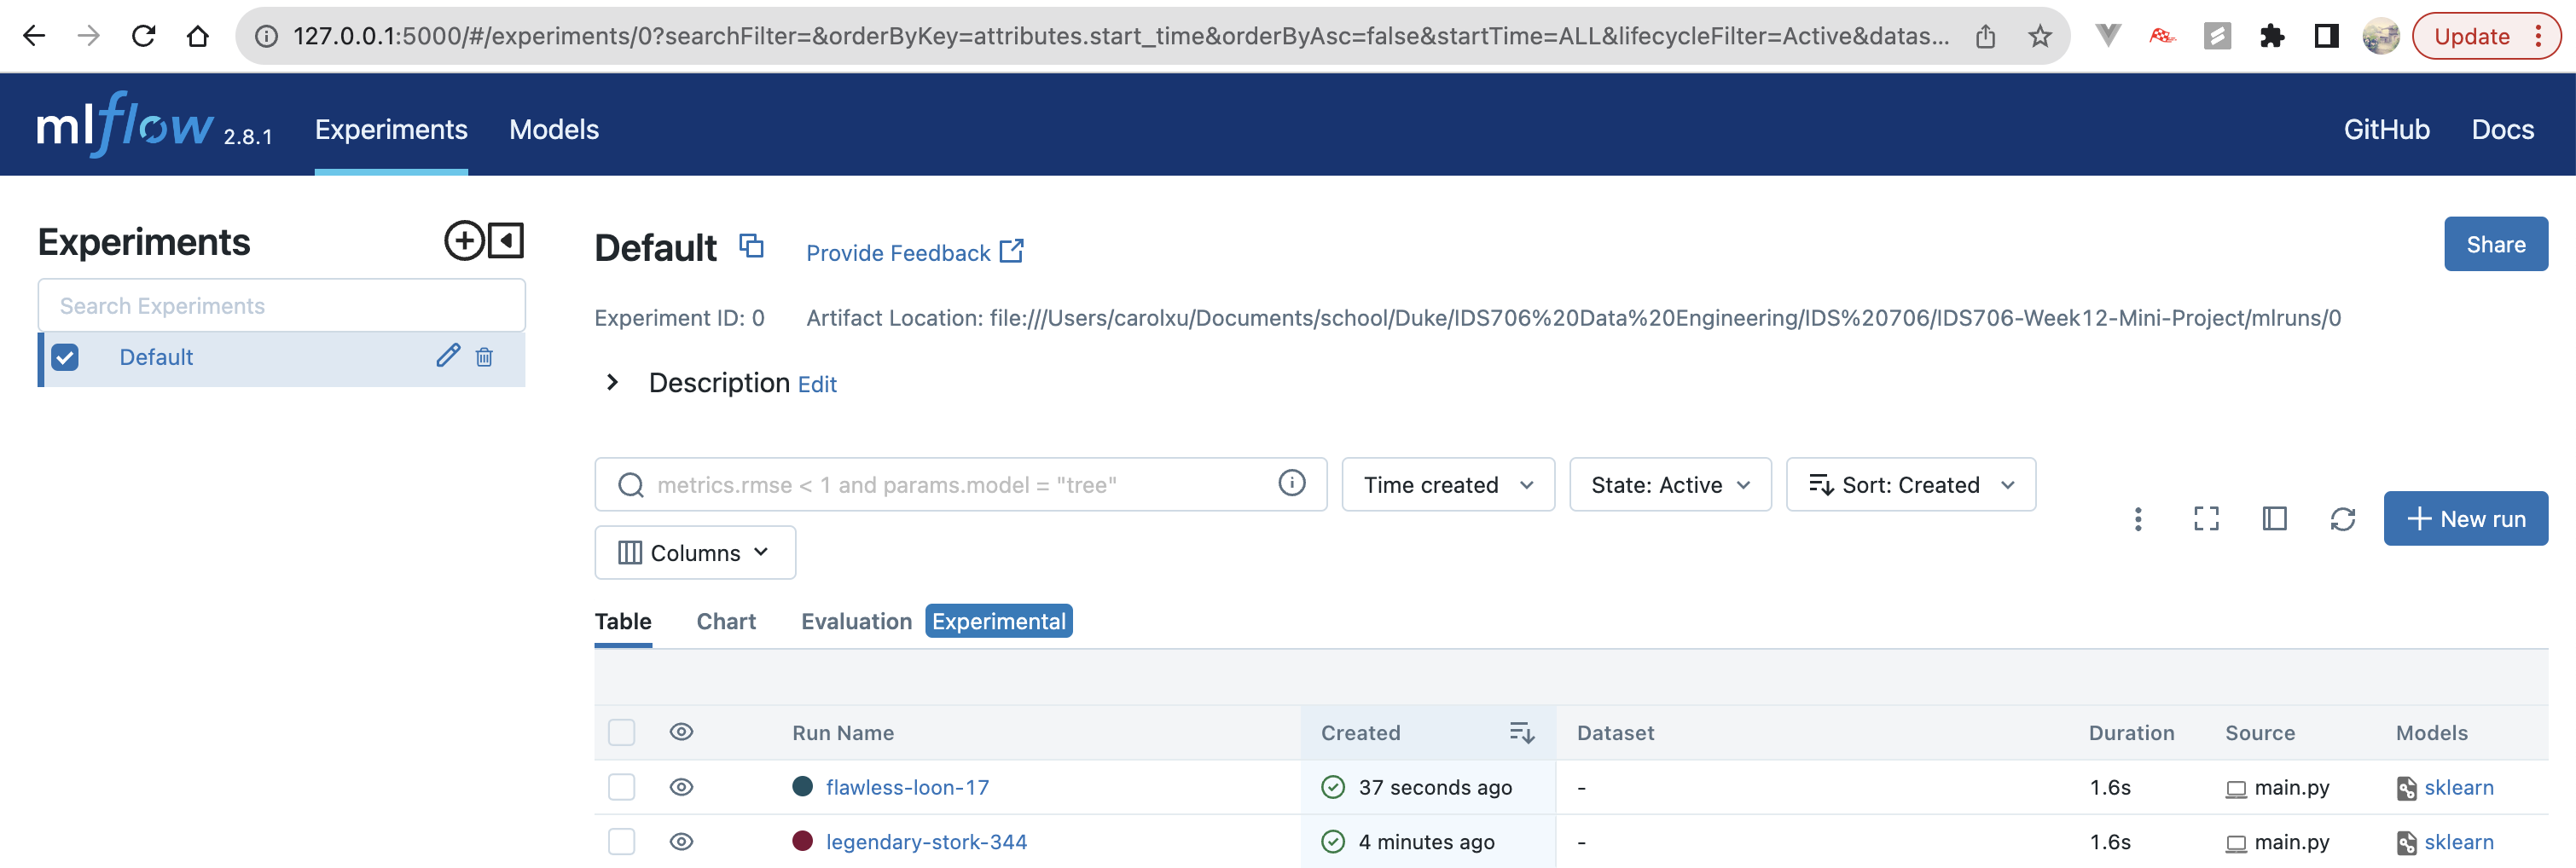 127.0.0.1:5000/#/experiments/0?searchFilter=&orderByKey=attributes.start_time&orderByAsc=false&startTime=ALL&lifecycleFilter=Active&datas... Update
mlflow 2.8.1 Experiments Models GitHub Docs
Experiments
Search Experiments
Default
Default Provide Feedback Share
Experiment ID: 0 Artifact Location: file:///Users/carolxu/Documents/school/Duke/IDS706%20Data%20Engineering/IDS%20706/IDS706-Week12-Mini-Project/mlruns/0
Description Edit
metrics.rmse < 1 and params.model = "tree" Time created State: Active Sort: Created
New run
Columns
Table Chart Evaluation Experimental
Run Name Created Dataset Duration Source Models
flawless-loon-17 37 seconds ago - 1.6s main.py sklearn
legendary-stork-344 4 minutes ago - 1.6s main.py sklearn